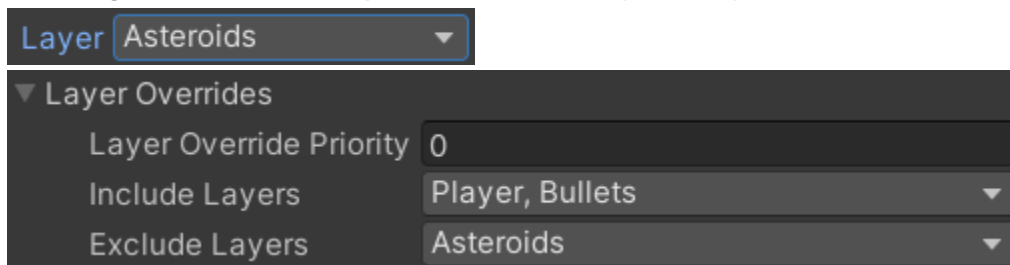 Layer Asteroids
Layer Overrides
Layer Override Priority 0
Include Layers Player, Bullets
Exclude Layers Asteroids